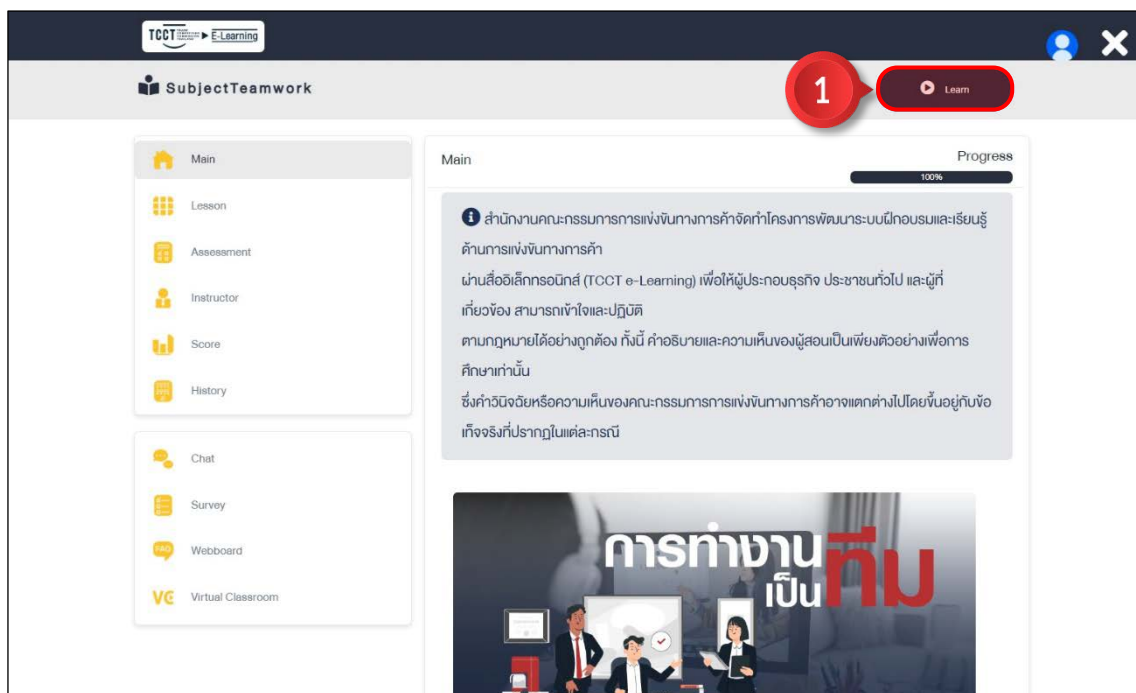 TCCT E-Learning
SubjectTeamwork
1
Learn
Main
Lesson
Assessment
Instructor
Score
History
Chat
Survey
FAQ
Webboard
VC
Virtual Classroom
Main
Progress
100%
สำนักงานคณะกรรมการการแข่งขันทางการค้าจัดทำโครงการพัฒนาระบบฝึกอบรมและเรียนรู้
ด้านการแข่งขันทางการค้า
ผ่านสื่ออิเล็กทรอนิกส์ (TCCT e-Learning) เพื่อให้ผู้ประกอบธุรกิจ ประชาชนทั่วไป และผู้ที่
เกี่ยวข้อง สามารถเข้าใจและปฏิบัติ
ตามกฎหมายได้อย่างถูกต้อง ทั้งนี้ คำอธิบายและความเห็นของผู้สอนเป็นเพียงตัวอย่างเพื่อการ
ศึกษาเท่านั้น
ซึ่งคำวินิจฉัยหรือความเห็นของคณะกรรมการการแข่งขันทางการค้าอาจแตกต่างไปโดยขึ้นอยู่กับข้อ
เท็จจริงที่ปรากฏในแต่ละกรณี
การทำงาน
เป็นทีม